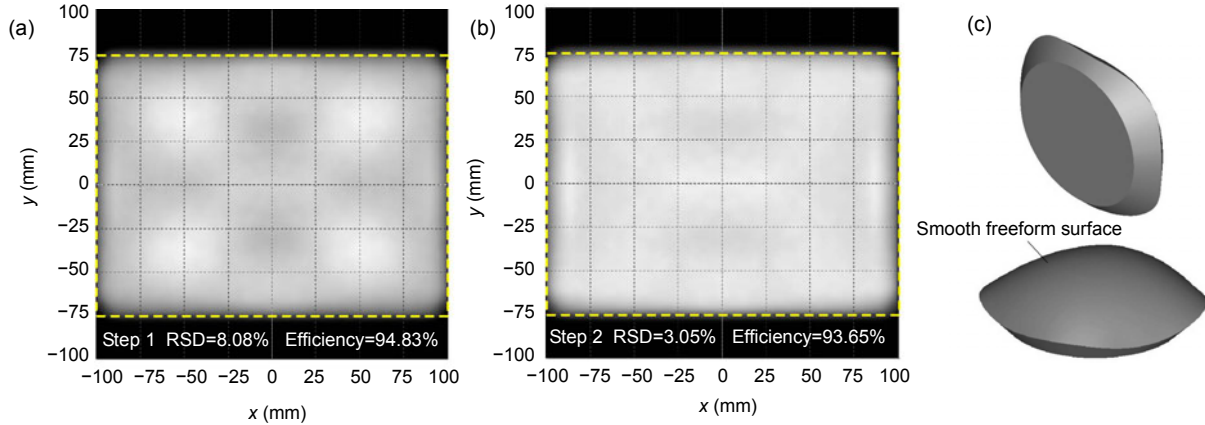 (a)
100
75
50
25
0
−25
−50
−75
−100
y (mm)
Step 1 RSD=8.08% Efficiency=94.83%
−100 −75 −50 −25 0 25 50 75 100
x (mm)
(b)
100
75
50
25
0
−25
−50
−75
−100
y (mm)
Step 2 RSD=3.05% Efficiency=93.65%
−100 −75 −50 −25 0 25 50 75 100
x (mm)
(c)
Smooth freeform surface